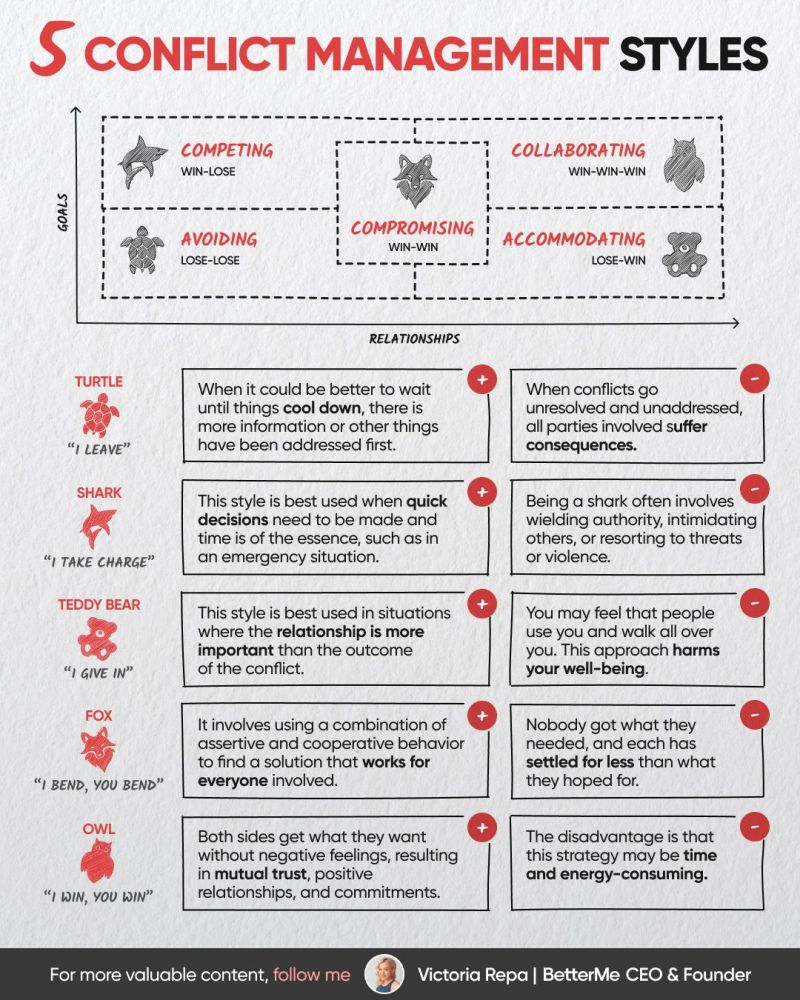 5 CONFLICT MANAGEMENT STYLES
GOALS
COMPETING
WIN-LOSE
COLLABORATING
WIN-WIN-WIN
COMPROMISING
WIN-WIN
AVOIDING
LOSE-LOSE
ACCOMMODATING
LOSE-WIN
RELATIONSHIPS
TURTLE
"I LEAVE"
+
When it could be better to wait
until things cool down, there is
more information or other things
have been addressed first.
-
When conflicts go
unresolved and unaddressed,
all parties involved suffer
consequences.
SHARK
"I TAKE CHARGE"
+
This style is best used when quick
decisions need to be made and
time is of the essence, such as in
an emergency situation.
-
Being a shark often involves
wielding authority, intimidating
others, or resorting to threats
or violence.
TEDDY BEAR
"I GIVE IN"
+
This style is best used in situations
where the relationship is more
important than the outcome
of the conflict.
-
You may feel that people
use you and walk all over
you. This approach harms
your well-being.
FOX
"I BEND, YOU BEND"
+
It involves using a combination of
assertive and cooperative behavior
to find a solution that works for
everyone involved.
-
Nobody got what they
needed, and each has
settled for less than what
they hoped for.
OWL
"I WIN, YOU WIN"
+
Both sides get what they want
without negative feelings, resulting
in mutual trust, positive
relationships, and commitments.
-
The disadvantage is that
this strategy may be time
and energy-consuming.
For more valuable content, follow me
Victoria Repa | BetterMe CEO & Founder